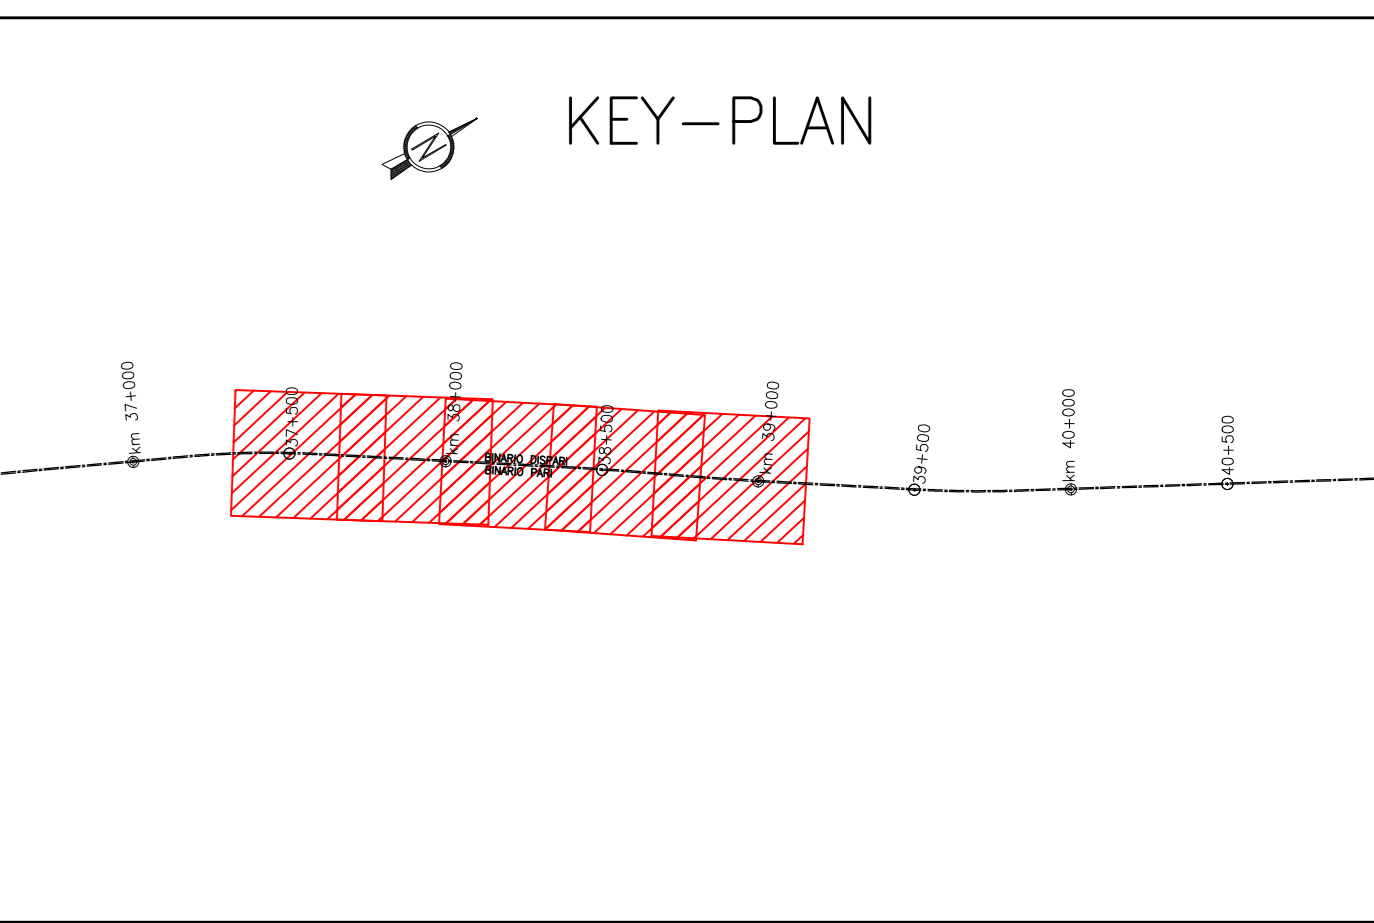 KEY-PLAN
N
km 37+000
37+500
km 38+000
BINARIO DISPARI
BINARIO PARI
38+500
km 39+000
39+500
km 40+000
40+500